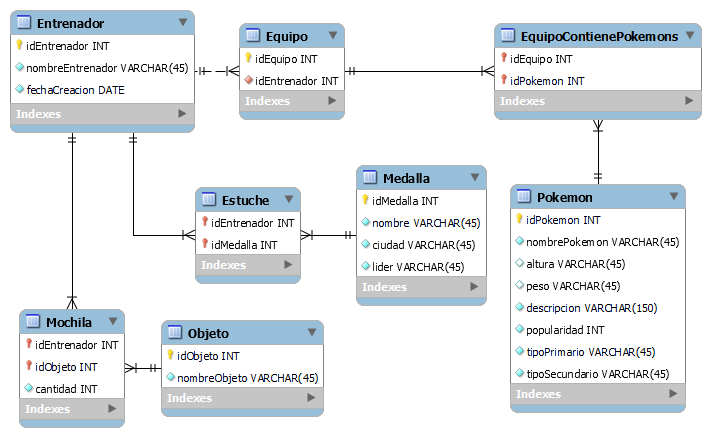 Entrenador
idEntrenador INT
nombreEntrenador VARCHAR(45)
fechaCreacion DATE
Indexes
Equipo
idEquipo INT
idEntrenador INT
Indexes
EquipoContienePokemons
idEquipo INT
idPokemon INT
Indexes
Estuche
idEntrenador INT
idMedalla INT
Indexes
Medalla
idMedalla INT
nombre VARCHAR(45)
ciudad VARCHAR(45)
lider VARCHAR(45)
Indexes
Pokemon
idPokemon INT
nombrePokemon VARCHAR(45)
altura VARCHAR(45)
peso VARCHAR(45)
descripcion VARCHAR(150)
popularidad INT
tipoPrimario VARCHAR(45)
tipoSecundario VARCHAR(45)
Indexes
Mochila
idEntrenador INT
idObjeto INT
cantidad INT
Indexes
Objeto
idObjeto INT
nombreObjeto VARCHAR(45)
Indexes